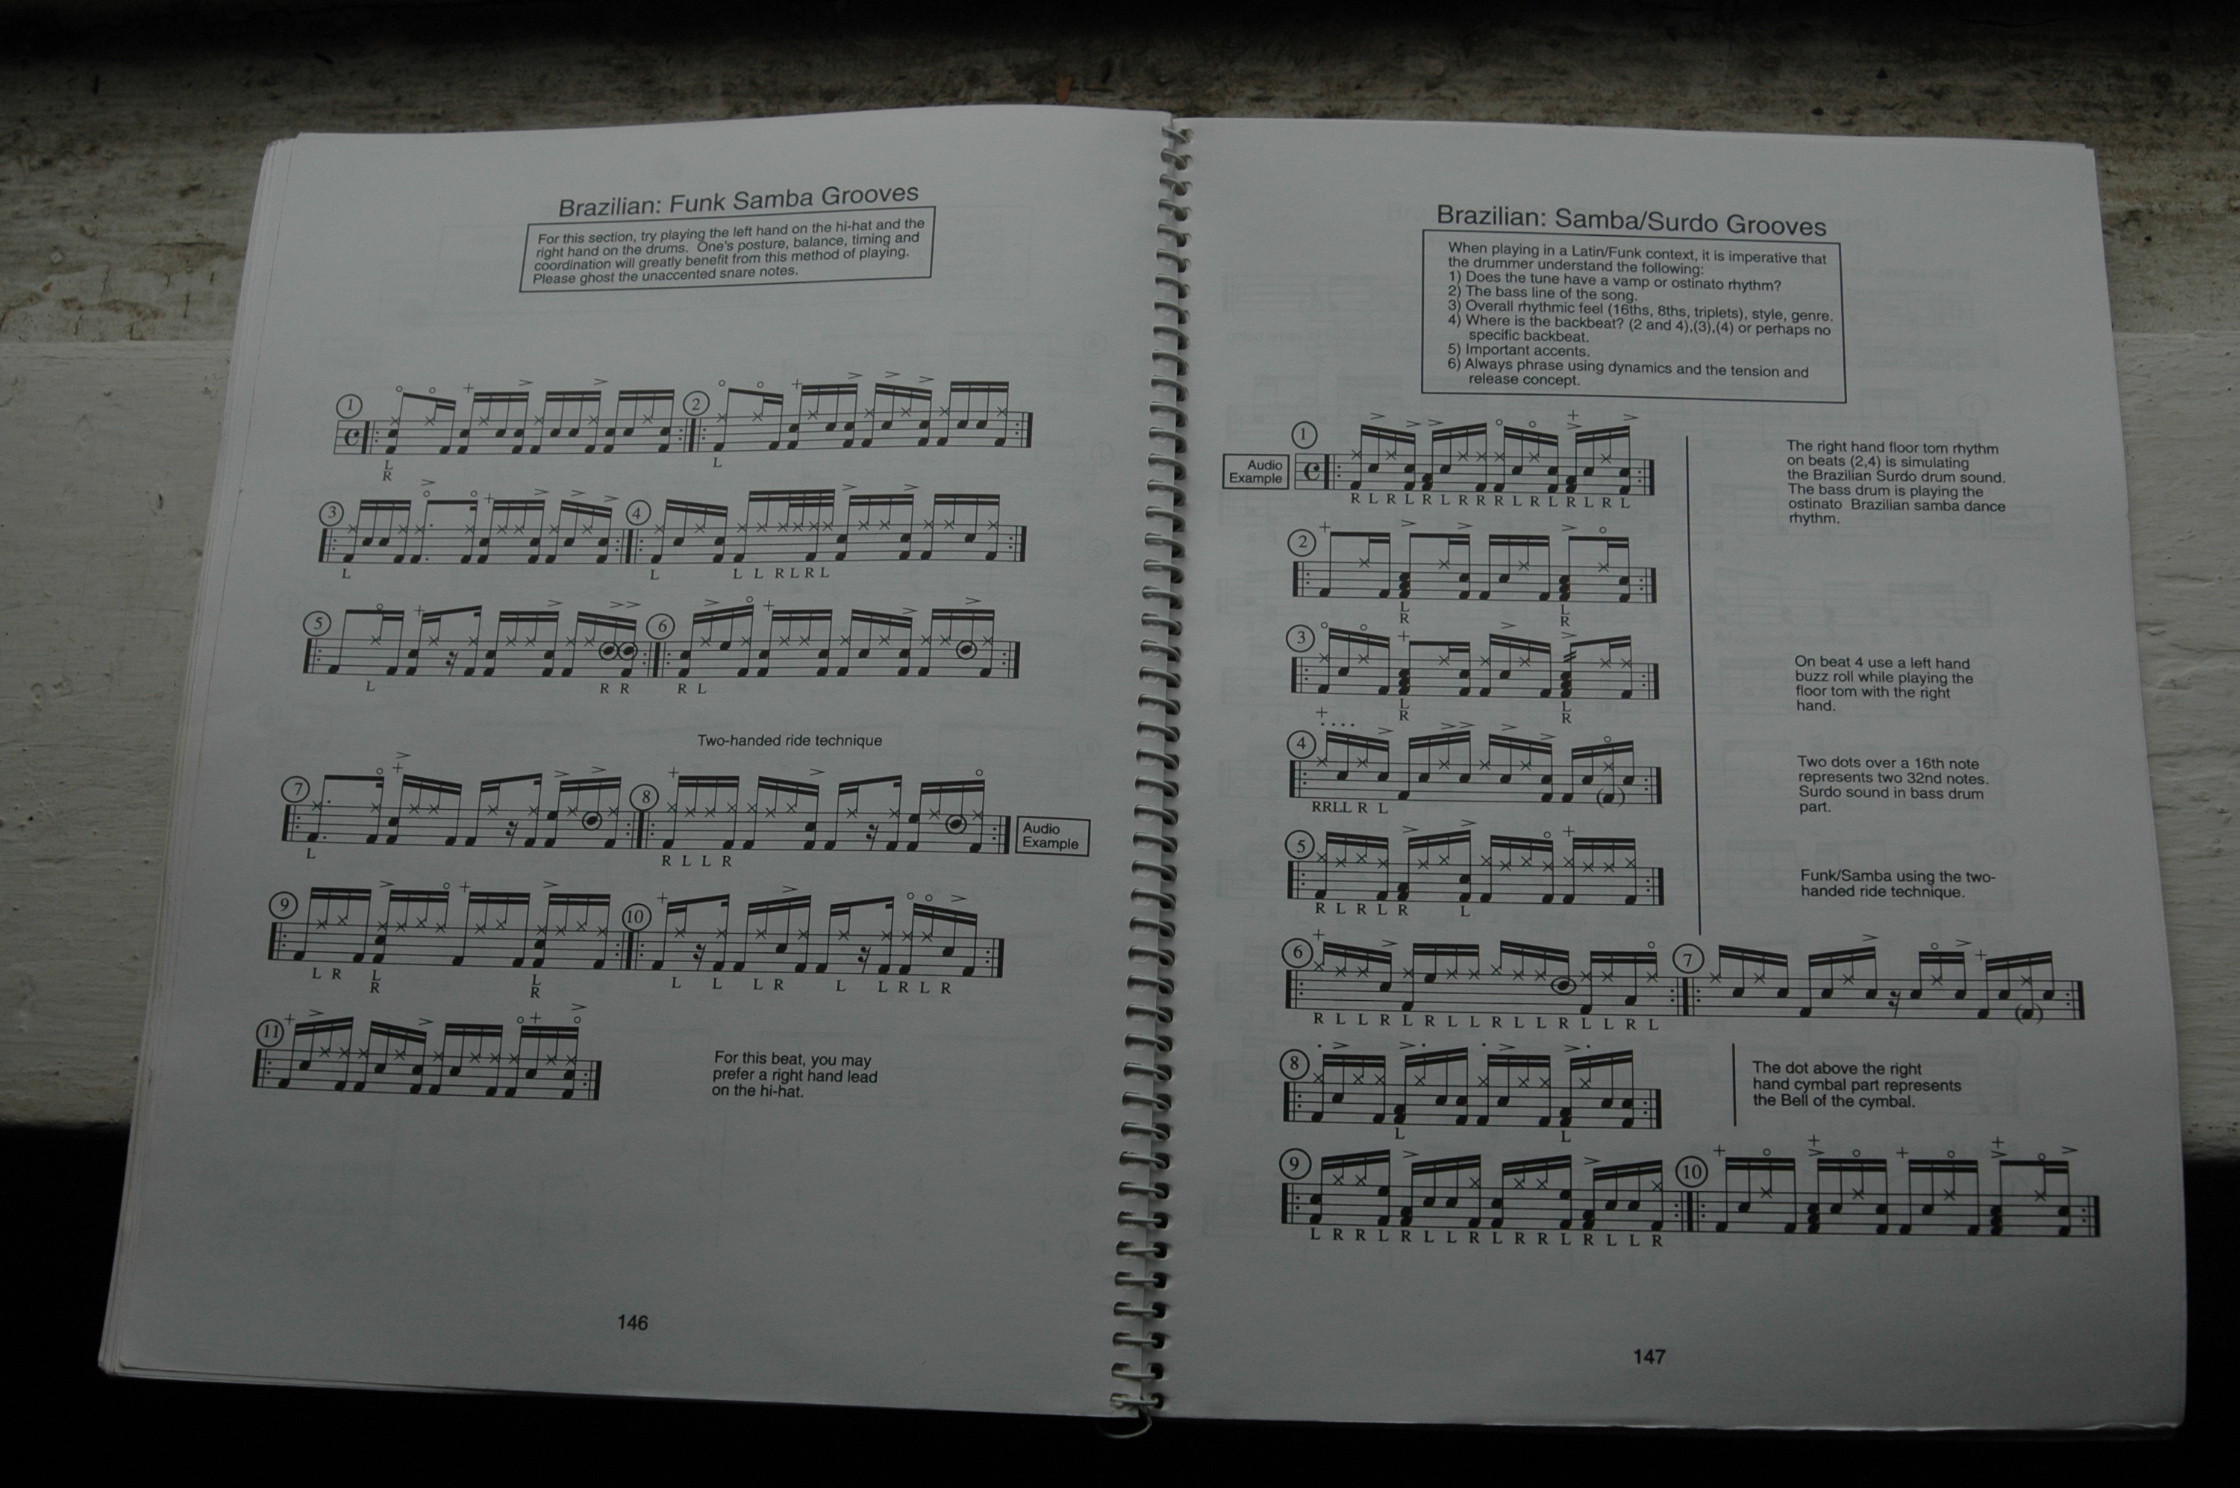 Brazilian: Funk Samba Grooves
For this section, try playing the left hand on the hi-hat and the
right hand on the drums. One's posture, balance, timing and
coordination will greatly benefit from this method of playing.
Please ghost the unaccented snare notes.
1
2
L
R
L
3
4
L
L
L L R L R L
5
6
L
R R
R L
Two-handed ride technique
7
8
Audio
Example
L
R L L R
9
10
L R L
R
L
R
L L L R L L R L R
11
For this beat, you may
prefer a right hand lead
on the hi-hat.
146
Brazilian: Samba/Surdo Grooves
When playing in a Latin/Funk context, it is imperative that
the drummer understand the following:
1) Does the tune have a vamp or ostinato rhythm?
2) The bass line of the song.
3) Overall rhythmic feel (16ths, 8ths, triplets), style, genre.
4) Where is the backbeat? (2 and 4),(3),(4) or perhaps no
specific backbeat.
5) Important accents.
6) Always phrase using dynamics and the tension and
release concept.
1
Audio
Example
R L R L R L R R R L R L R L R L
The right hand floor tom rhythm
on beats (2,4) is simulating
the Brazilian Surdo drum sound.
The bass drum is playing the
ostinato Brazilian samba dance
rhythm.
2
L
R
L
R
3
L
R
L
R
On beat 4 use a left hand
buzz roll while playing the
floor tom with the right
hand.
4
RRLL R L
Two dots over a 16th note
represents two 32nd notes.
Surdo sound in bass drum
part.
5
R L R L R L
Funk/Samba using the two-
handed ride technique.
6
7
R L L R L R L L R L L R L L R L
8
L
L
The dot above the right
hand cymbal part represents
the Bell of the cymbal.
9
10
L R R L R L L R L R R L R L L R
147